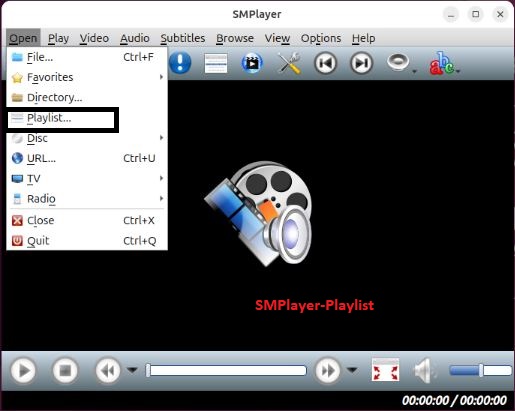 SMPlayer
Open Play Video Audio Subtitles Browse View Options Help
File... Ctrl+F
Favorites
Directory...
Playlist...
Disc
URL... Ctrl+U
TV
Radio
Close Ctrl+X
Quit Ctrl+Q
abc
SMPlayer-Playlist
00:00:00 / 00:00:00